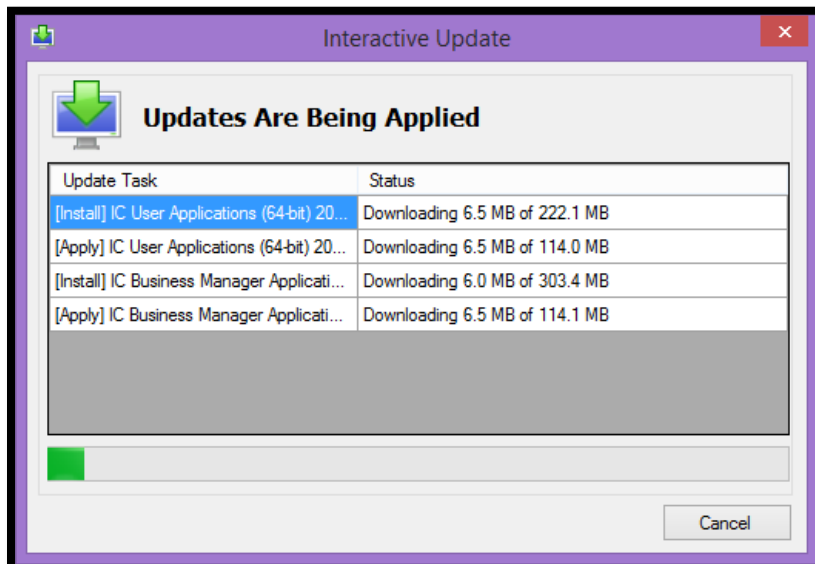 Interactive Update
Updates Are Being Applied
Update Task Status
[Install] IC User Applications (64-bit) 20... Downloading 6.5 MB of 222.1 MB
[Apply] IC User Applications (64-bit) 20... Downloading 6.5 MB of 114.0 MB
[Install] IC Business Manager Applicati... Downloading 6.0 MB of 303.4 MB
[Apply] IC Business Manager Applicati... Downloading 6.5 MB of 114.1 MB
Cancel